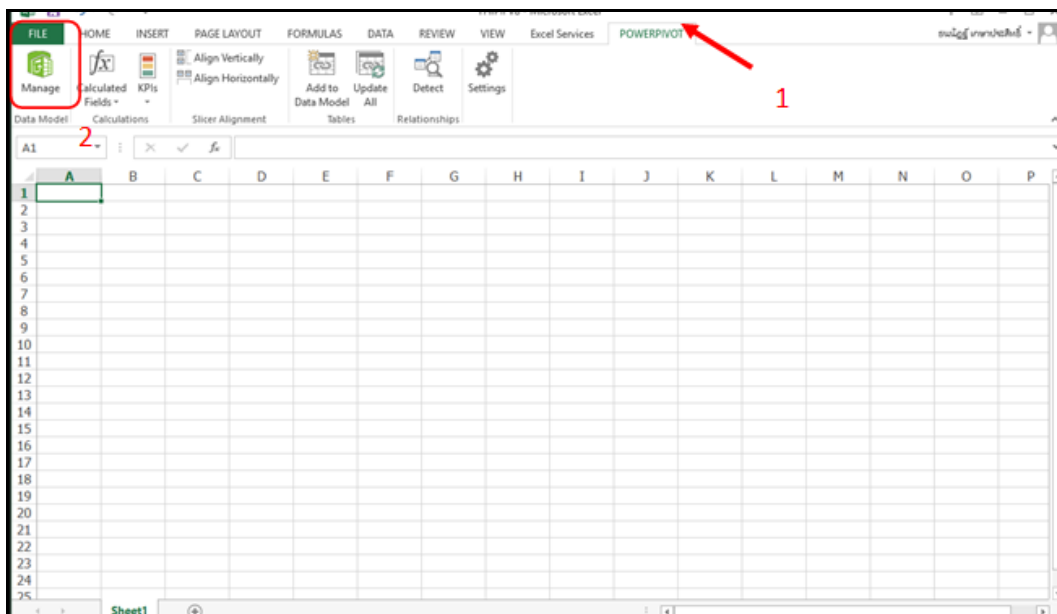 Microsoft Excel
FILE HOME INSERT PAGE LAYOUT FORMULAS DATA REVIEW VIEW Excel Services POWERPIVOT
1
Manage
Calculated Fields
KPIs
Align Vertically
Align Horizontally
Add to Data Model
Update All
Detect
Settings
Data Model Calculations Slicer Alignment Tables Relationships
2
A1 fx
A B C D E F G H I J K L M N O P
1
2
3
4
5
6
7
8
9
10
11
12
13
14
15
16
17
18
19
20
21
22
23
24
25
Sheet1